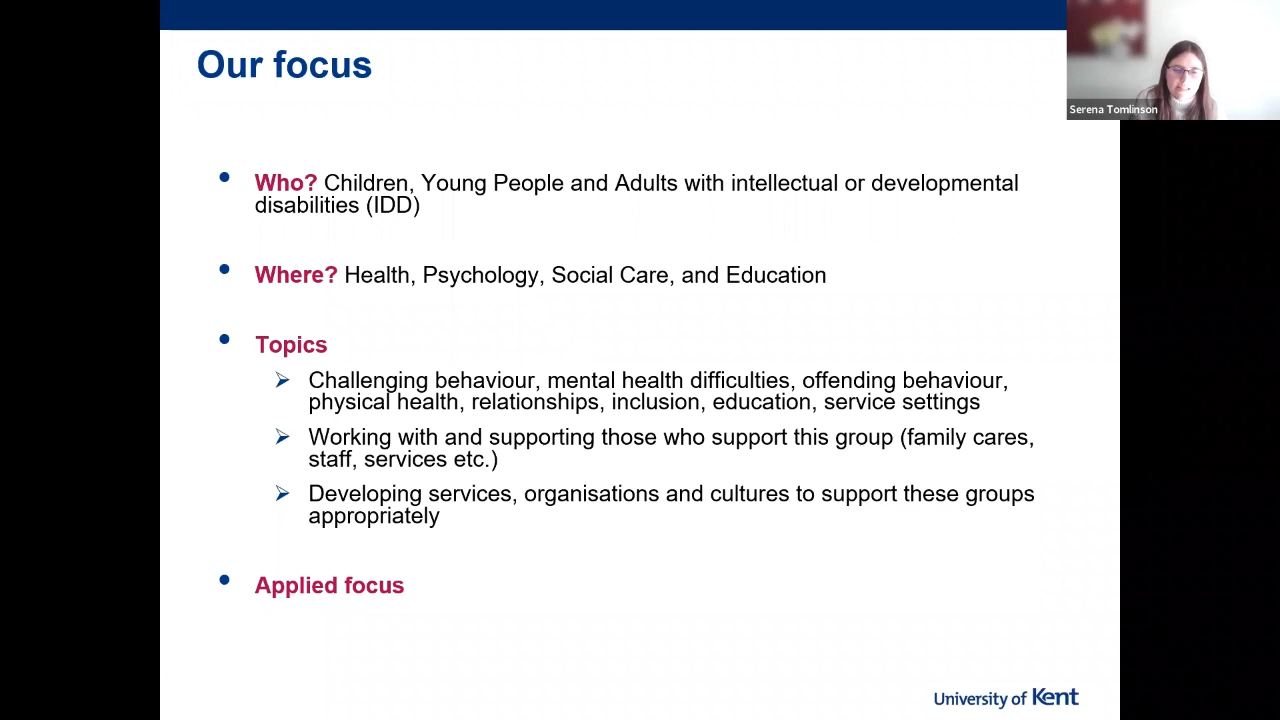 Our focus
Serena Tomlinson
Who? Children, Young People and Adults with intellectual or developmental
disabilities (IDD)
Where? Health, Psychology, Social Care, and Education
Topics
Challenging behaviour, mental health difficulties, offending behaviour,
physical health, relationships, inclusion, education, service settings
Working with and supporting those who support this group (family cares,
staff, services etc.)
Developing services, organisations and cultures to support these groups
appropriately
Applied focus
University of Kent